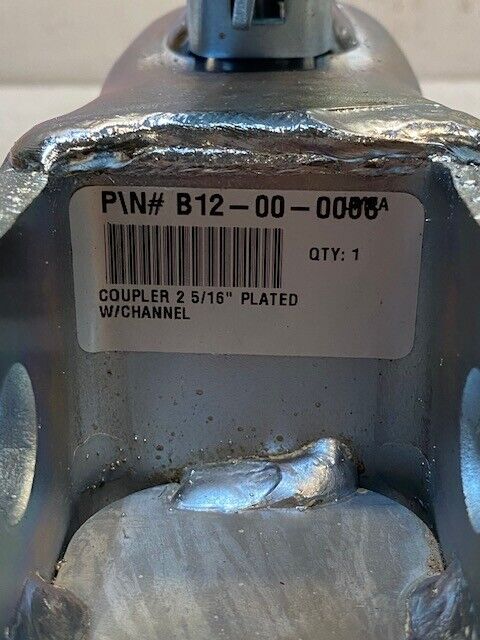 P\N# B12-00-0006
QTY: 1
COUPLER 2 5/16" PLATED
W/CHANNEL